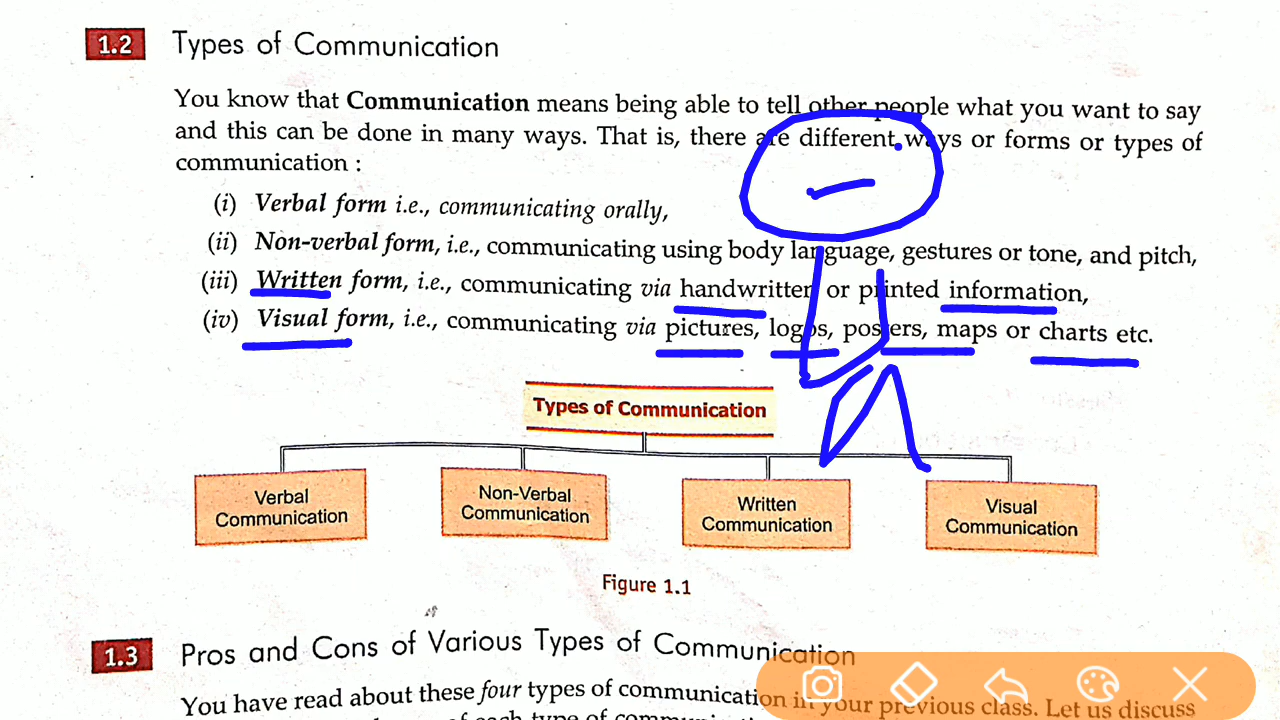 1.2 Types of Communication
You know that Communication means being able to tell other people what you want to say
and this can be done in many ways. That is, there are different ways or forms or types of
communication :
(i) Verbal form i.e., communicating orally,
(ii) Non-verbal form, i.e., communicating using body language, gestures or tone, and pitch,
(iii) Written form, i.e., communicating via handwritten or printed information,
(iv) Visual form, i.e., communicating via pictures, logos, posters, maps or charts etc.
Types of Communication
Verbal
Communication
Non-Verbal
Communication
Written
Communication
Visual
Communication
Figure 1.1
1.3 Pros and Cons of Various Types of Communication
You have read about these four types of communication in your previous class. Let us discuss
of each type of